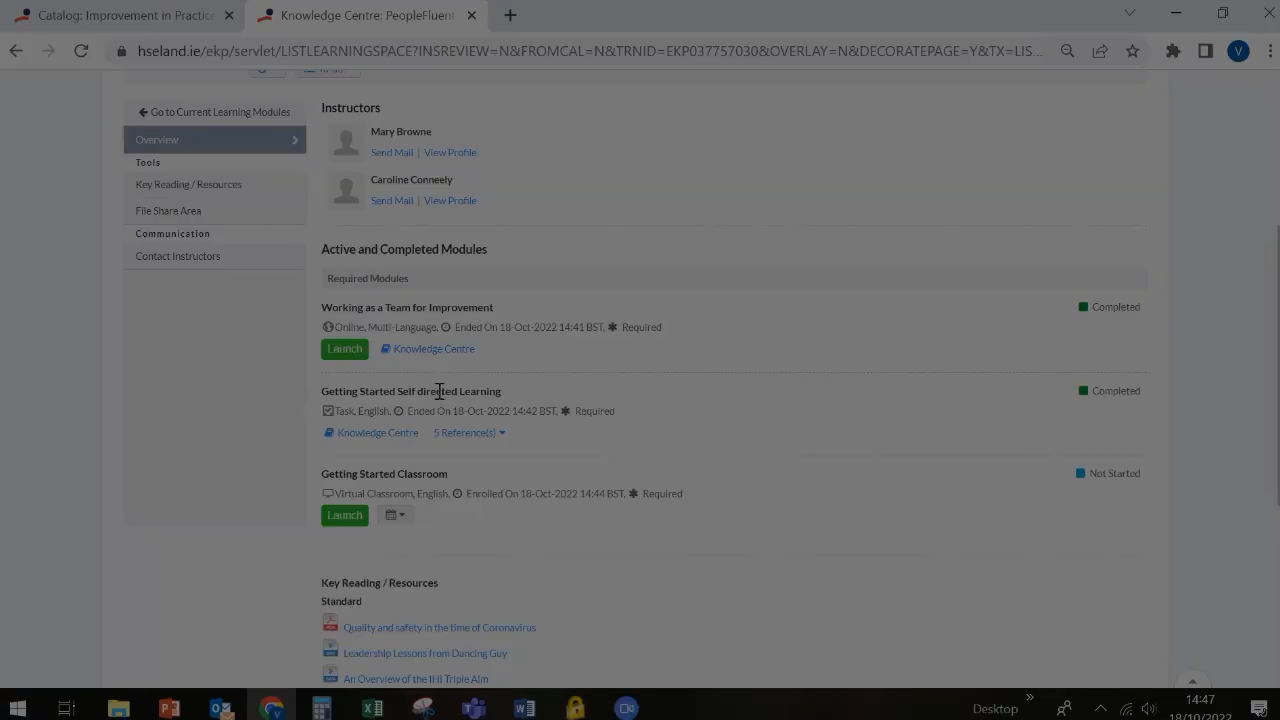 Catalog: Improvement in Practice
Knowledge Centre: PeopleFluent
hseland.ie/ekp/servlet/LISTLEARNINGSPACE?INSREVIEW=N&FROMCAL=N&TRNID=EKP037757030&OVERLAY=N&DECORATEPAGE=Y&TX=LIS...
V
Go to Current Learning Modules
Overview
Tools
Key Reading / Resources
File Share Area
Communication
Contact Instructors
Instructors
Mary Browne
Send Mail | View Profile
Caroline Conneely
Send Mail | View Profile
Active and Completed Modules
Required Modules
Working as a Team for Improvement
Completed
Online, Multi-Language, Ended On 18-Oct-2022 14:41 BST, Required
Launch Knowledge Centre
Getting Started Self directed Learning
Completed
Task, English, Ended On 18-Oct-2022 14:42 BST, Required
Knowledge Centre 5 Reference(s)
Getting Started Classroom
Not Started
Virtual Classroom, English, Enrolled On 18-Oct-2022 14:44 BST, Required
Launch
Key Reading / Resources
Standard
Quality and safety in the time of Coronavirus
Leadership Lessons from Dancing Guy
An Overview of the IHI Triple Aim
Desktop
14:47
18/10/2022